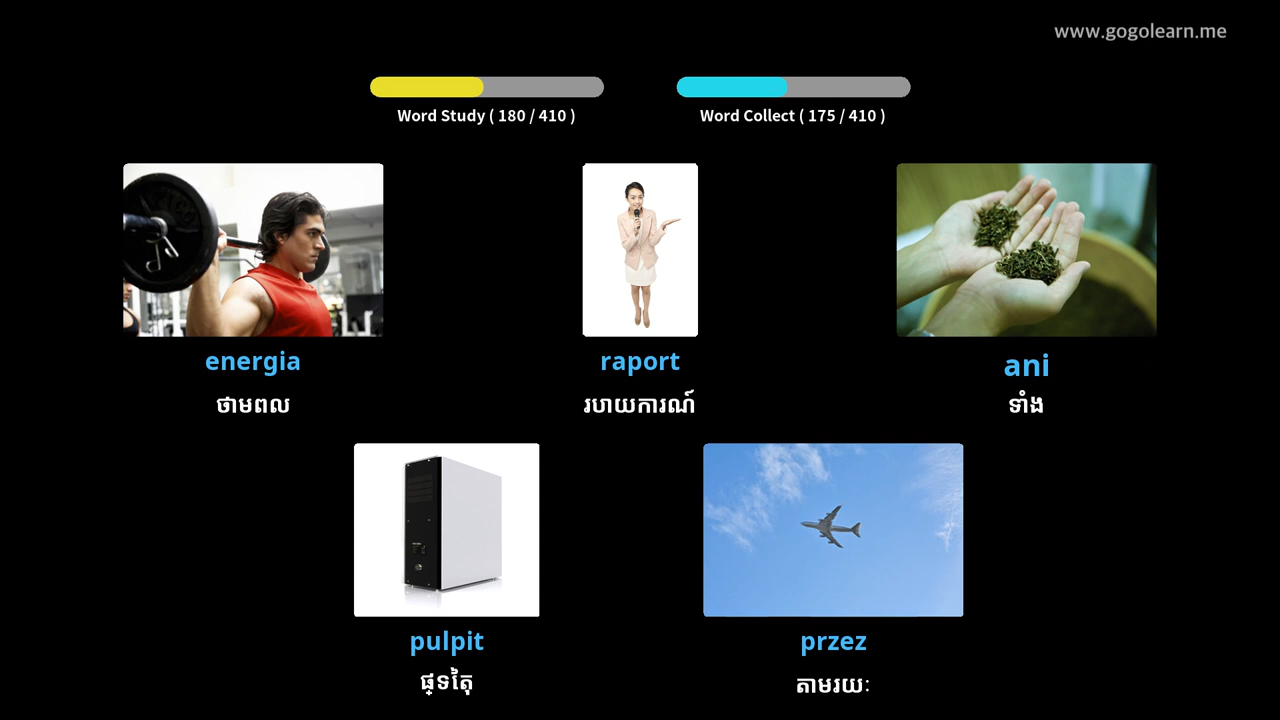 www.gogolearn.me
Word Study ( 180 / 410 )
Word Collect ( 175 / 410 )
energia
raport
ani
ថាមពល
របាយការណ៍
ទាំង
pulpit
przez
ផ្ទៃតុ
តាមរយៈ